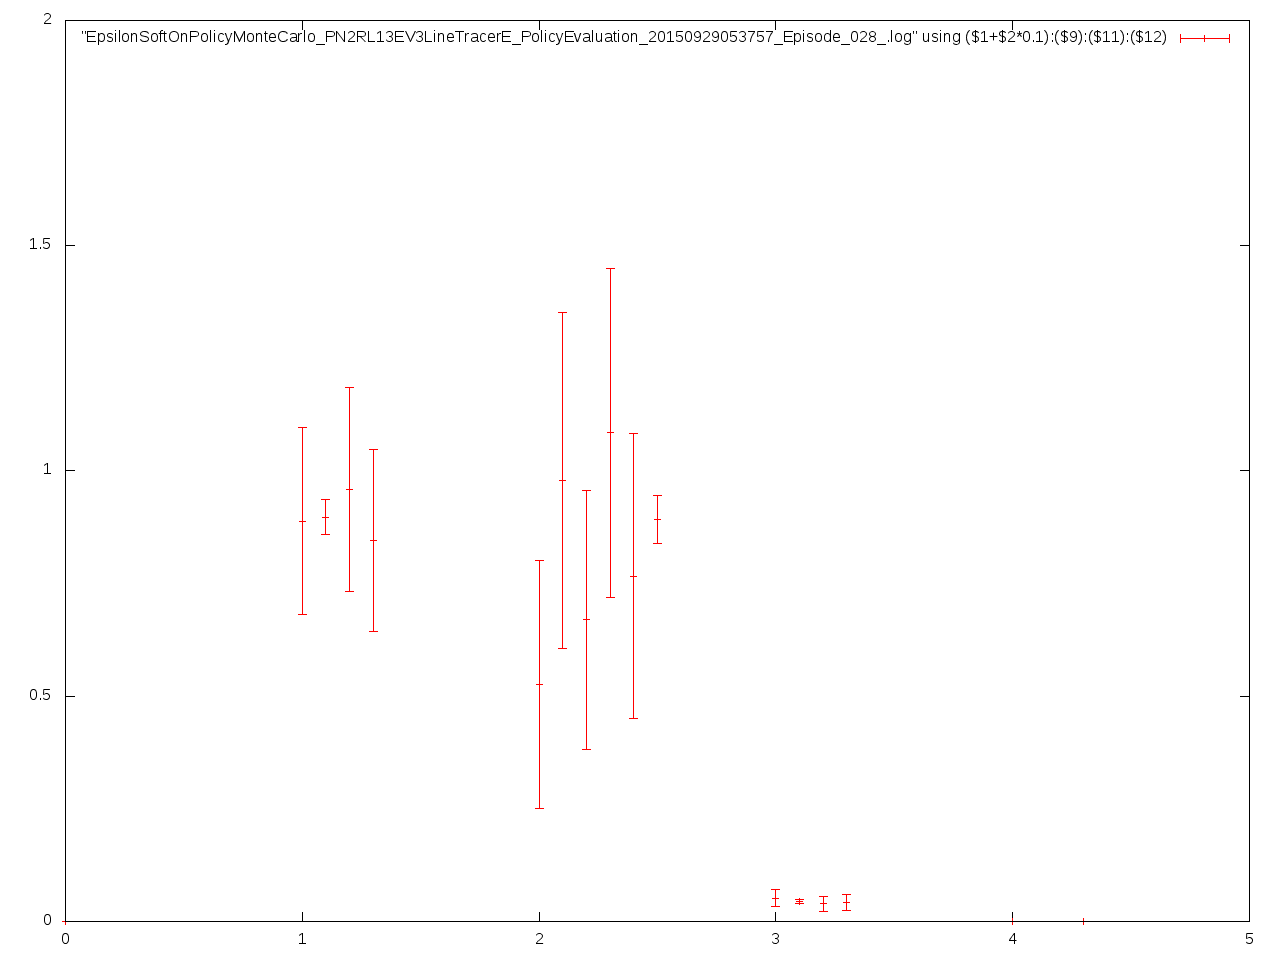 2
"EpsilonSoftOnPolicyMonteCarlo_PN2RL13EV3LineTracerE_PolicyEvaluation_20150929053757_Episode_028_.log" using ($1+$2*0.1):($9):($11):($12)
1.5
1
0.5
0
0 1 2 3 4 5